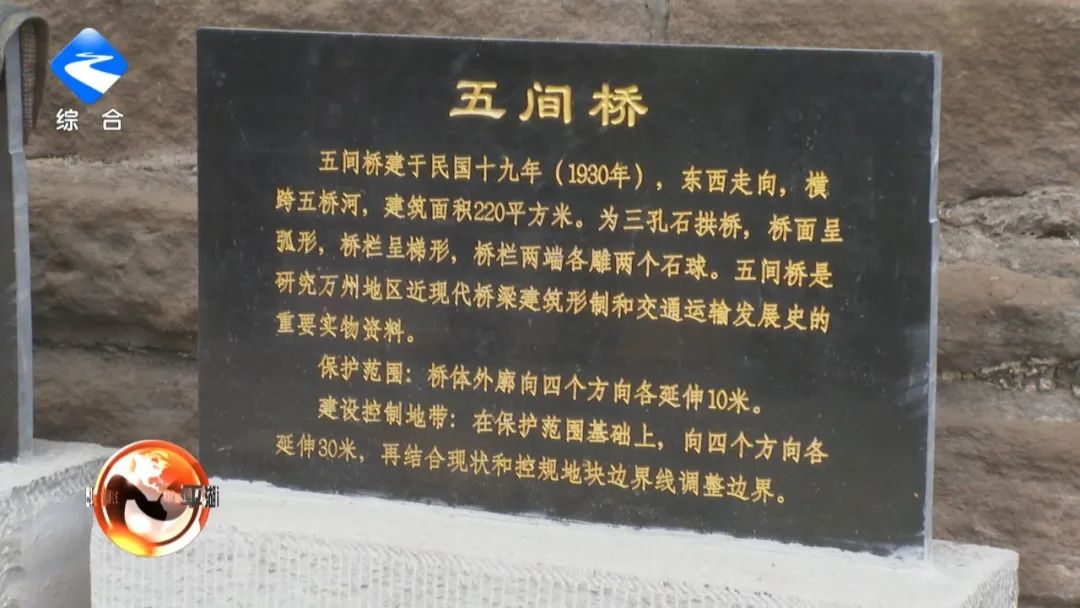 综合
五间桥
五间桥建于民国十九年（1930年），东西走向，横
跨五桥河，建筑面积220平方米。为三孔石拱桥，桥面呈
弧形，桥栏呈梯形，桥栏两端各雕两个石球。五间桥是
研究万州地区近现代桥梁建筑形制和交通运输发展史的
重要实物资料。
保护范围：桥体外廓向四个方向各延伸10米。
建设控制地带：在保护范围基础上，向四个方向各
延伸30米，再结合现状和控规地块边界线调整边界。